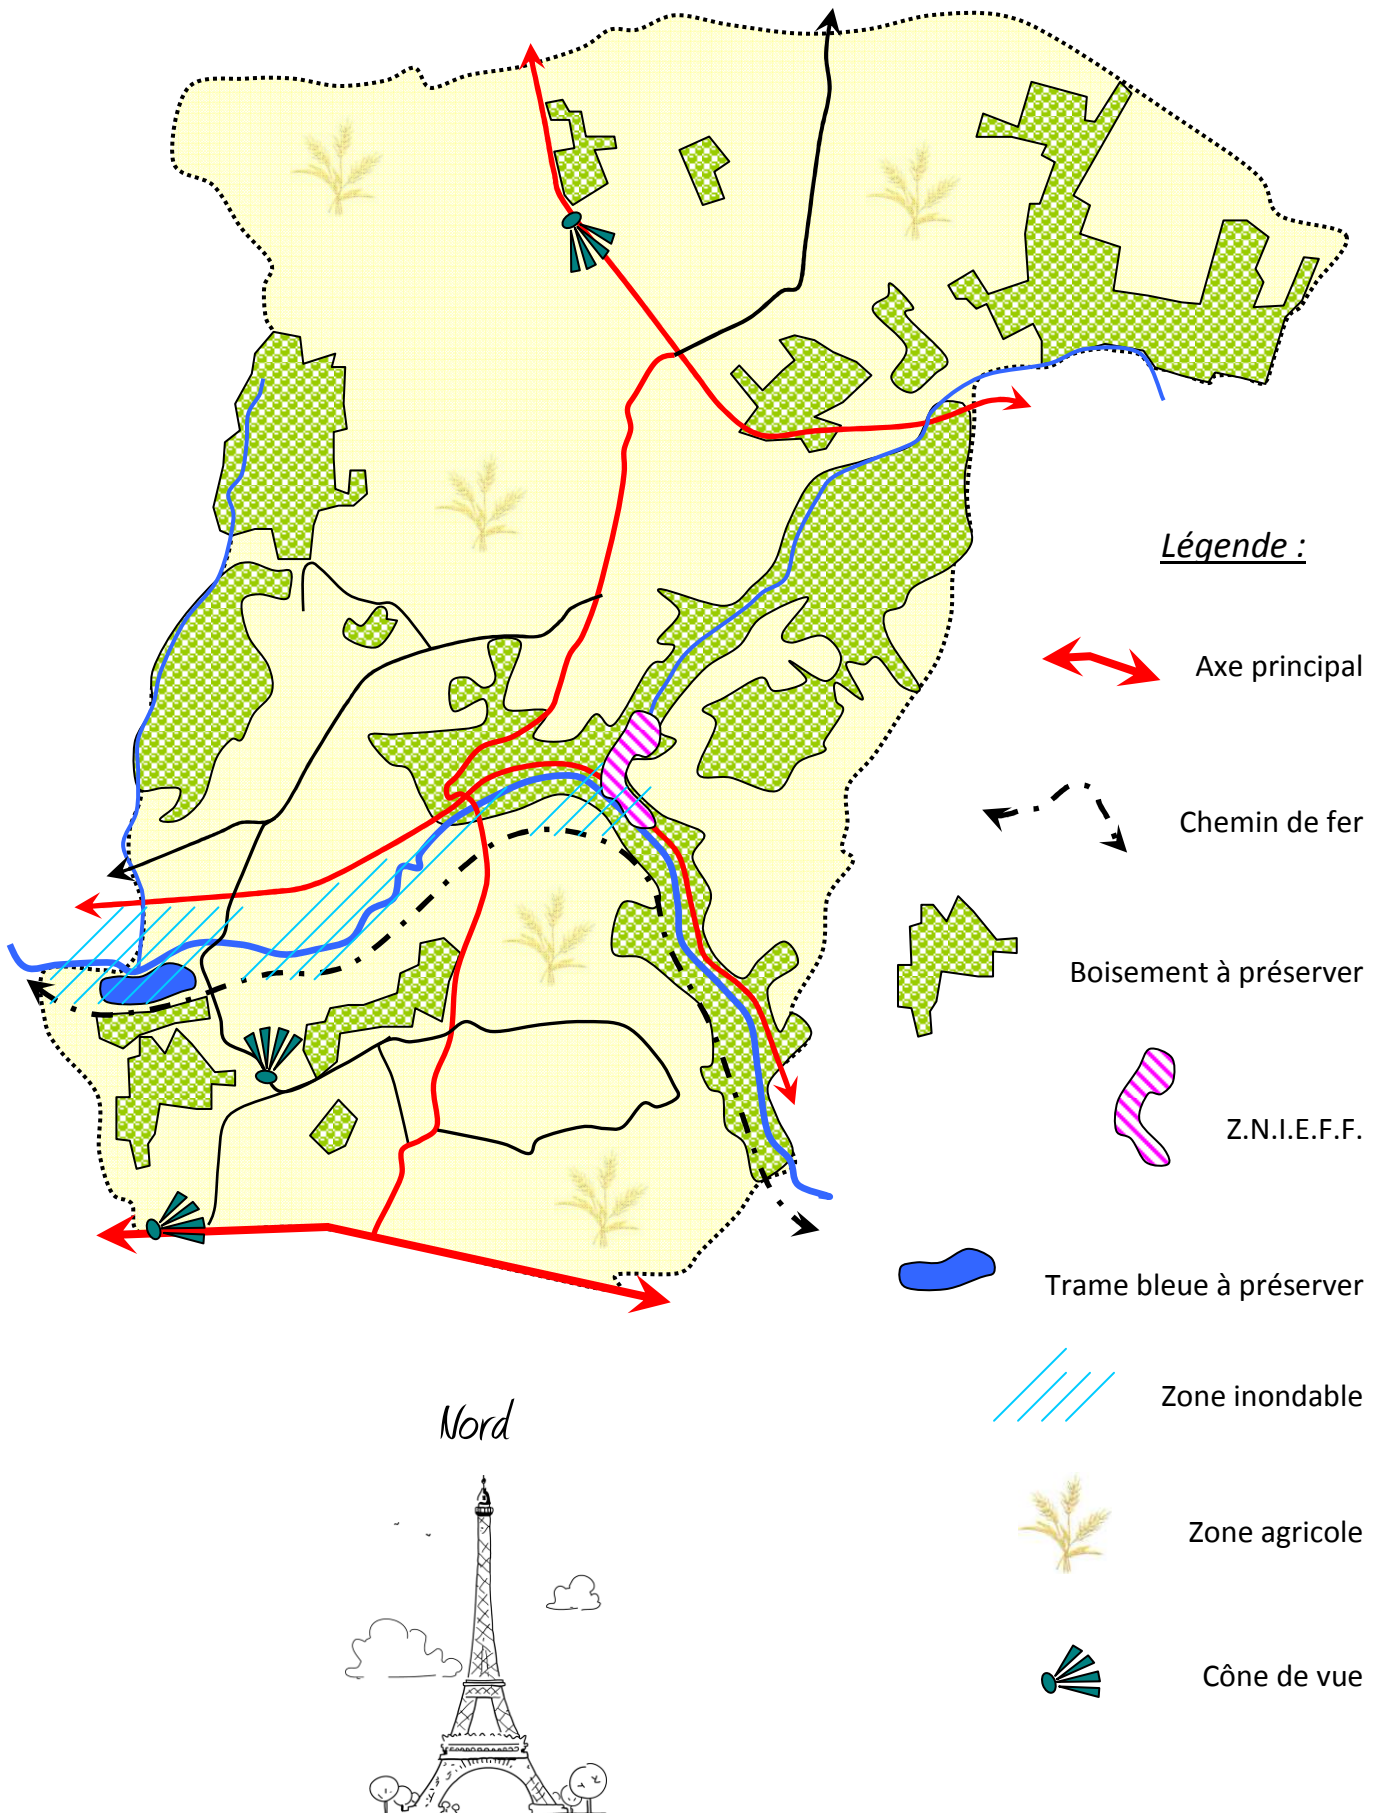 Légende :
Axe principal
Chemin de fer
Boisement à préserver
Z.N.I.E.F.F.
Trame bleue à préserver
Zone inondable
Nord
Zone agricole
Cône de vue